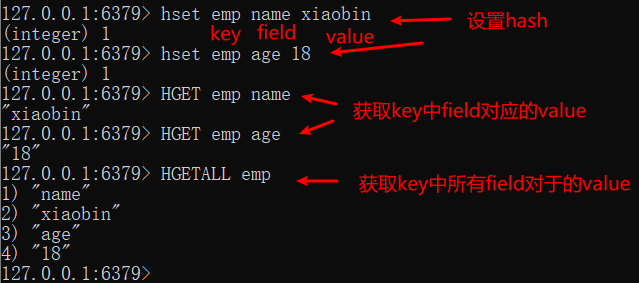 127.0.0.1:6379> hset emp name xiaobin
设置hash
(integer) 1
key field value
127.0.0.1:6379> hset emp age 18
(integer) 1
127.0.0.1:6379> HGET emp name
"xiaobin"
获取key中field对应的value
127.0.0.1:6379> HGET emp age
"18"
127.0.0.1:6379> HGETALL emp
获取key中所有field对于的value
1) "name"
2) "xiaobin"
3) "age"
4) "18"
127.0.0.1:6379>